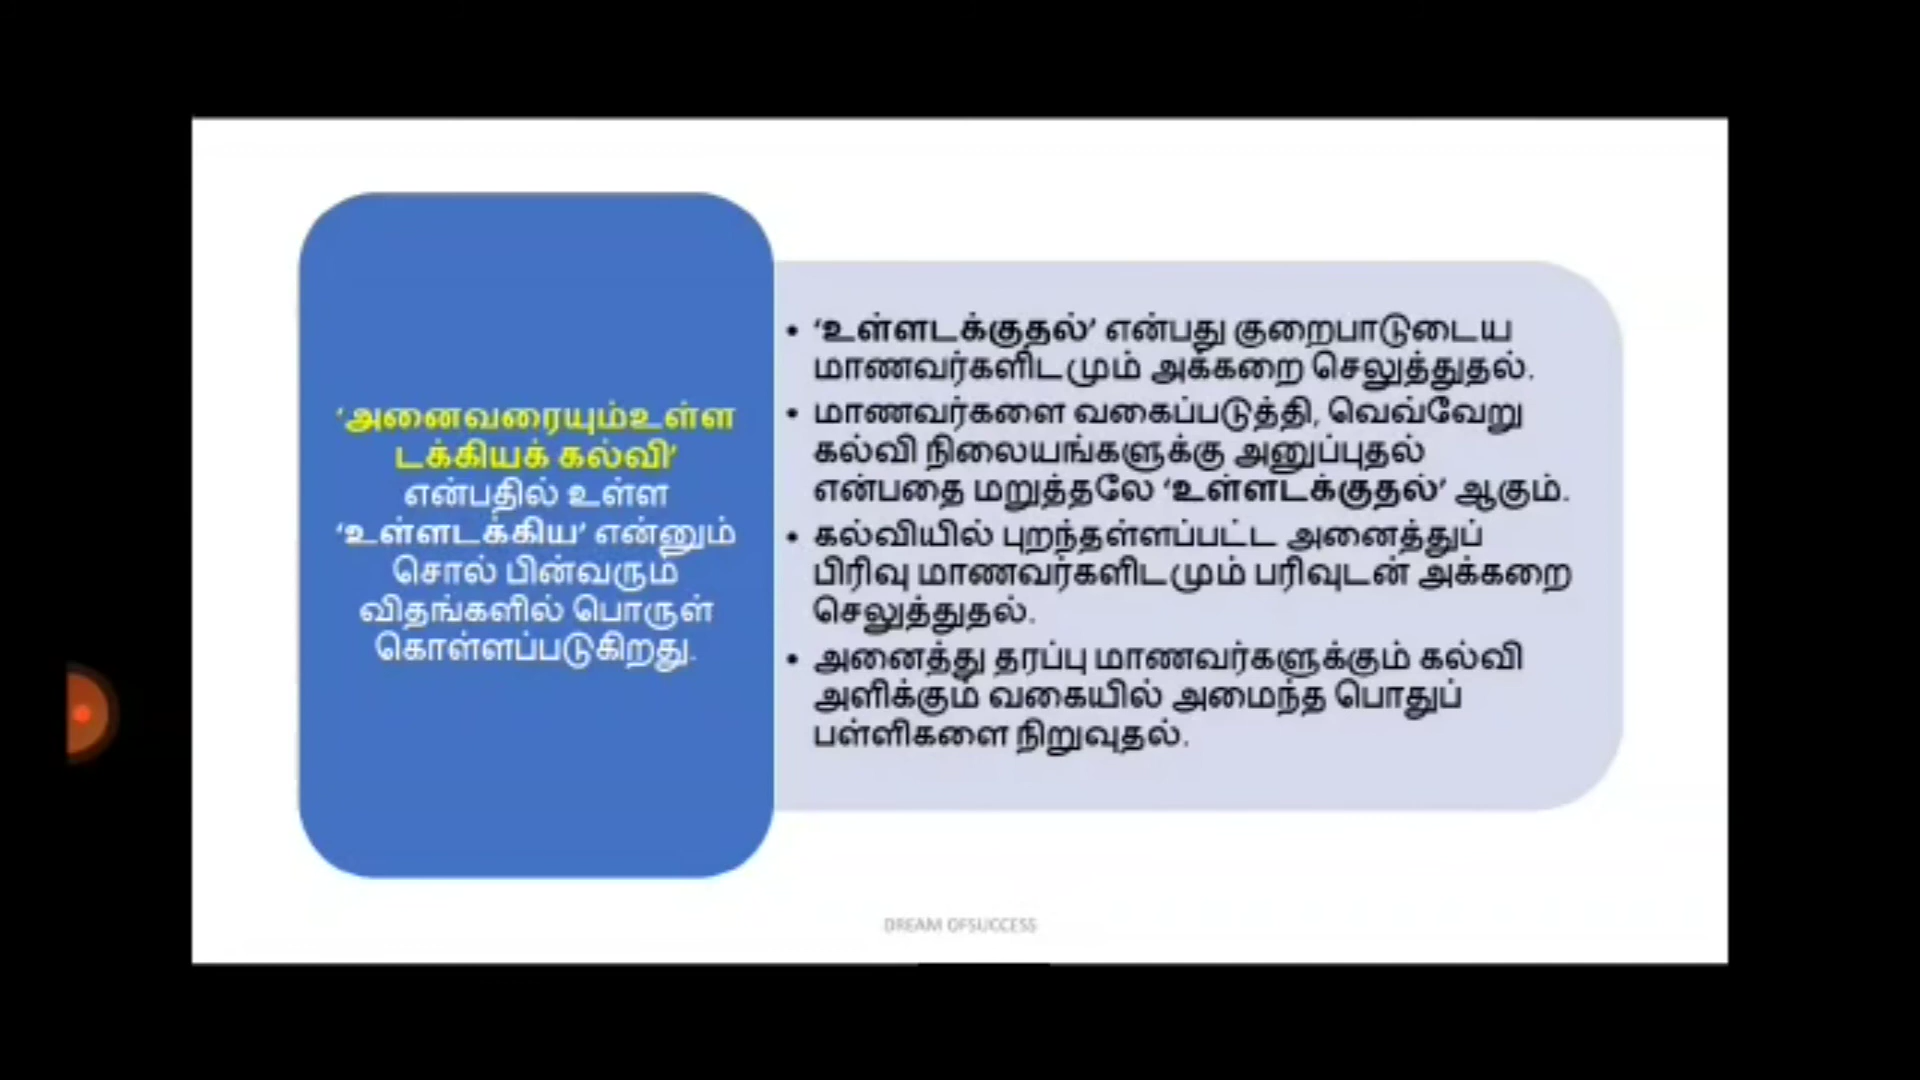 ‘அனைவரையும்உள்ள
டக்கியக் கல்வி’
என்பதில் உள்ள
‘உள்ளடக்கிய’ என்னும்
சொல் பின்வரும்
விதங்களில் பொருள்
கொள்ளப்படுகிறது.
• ‘உள்ளடக்குதல்’ என்பது குறைபாடுடைய
மாணவர்களிடமும் அக்கறை செலுத்துதல்.
• மாணவர்களை வகைப்படுத்தி, வெவ்வேறு
கல்வி நிலையங்களுக்கு அனுப்புதல்
என்பதை மறுத்தலே ‘உள்ளடக்குதல்’ ஆகும்.
• கல்வியில் புறந்தள்ளப்பட்ட அனைத்துப்
பிரிவு மாணவர்களிடமும் பரிவுடன் அக்கறை
செலுத்துதல்.
• அனைத்து தரப்பு மாணவர்களுக்கும் கல்வி
அளிக்கும் வகையில் அமைந்த பொதுப்
பள்ளிகளை நிறுவுதல்.
DREAM OFSUCCESS